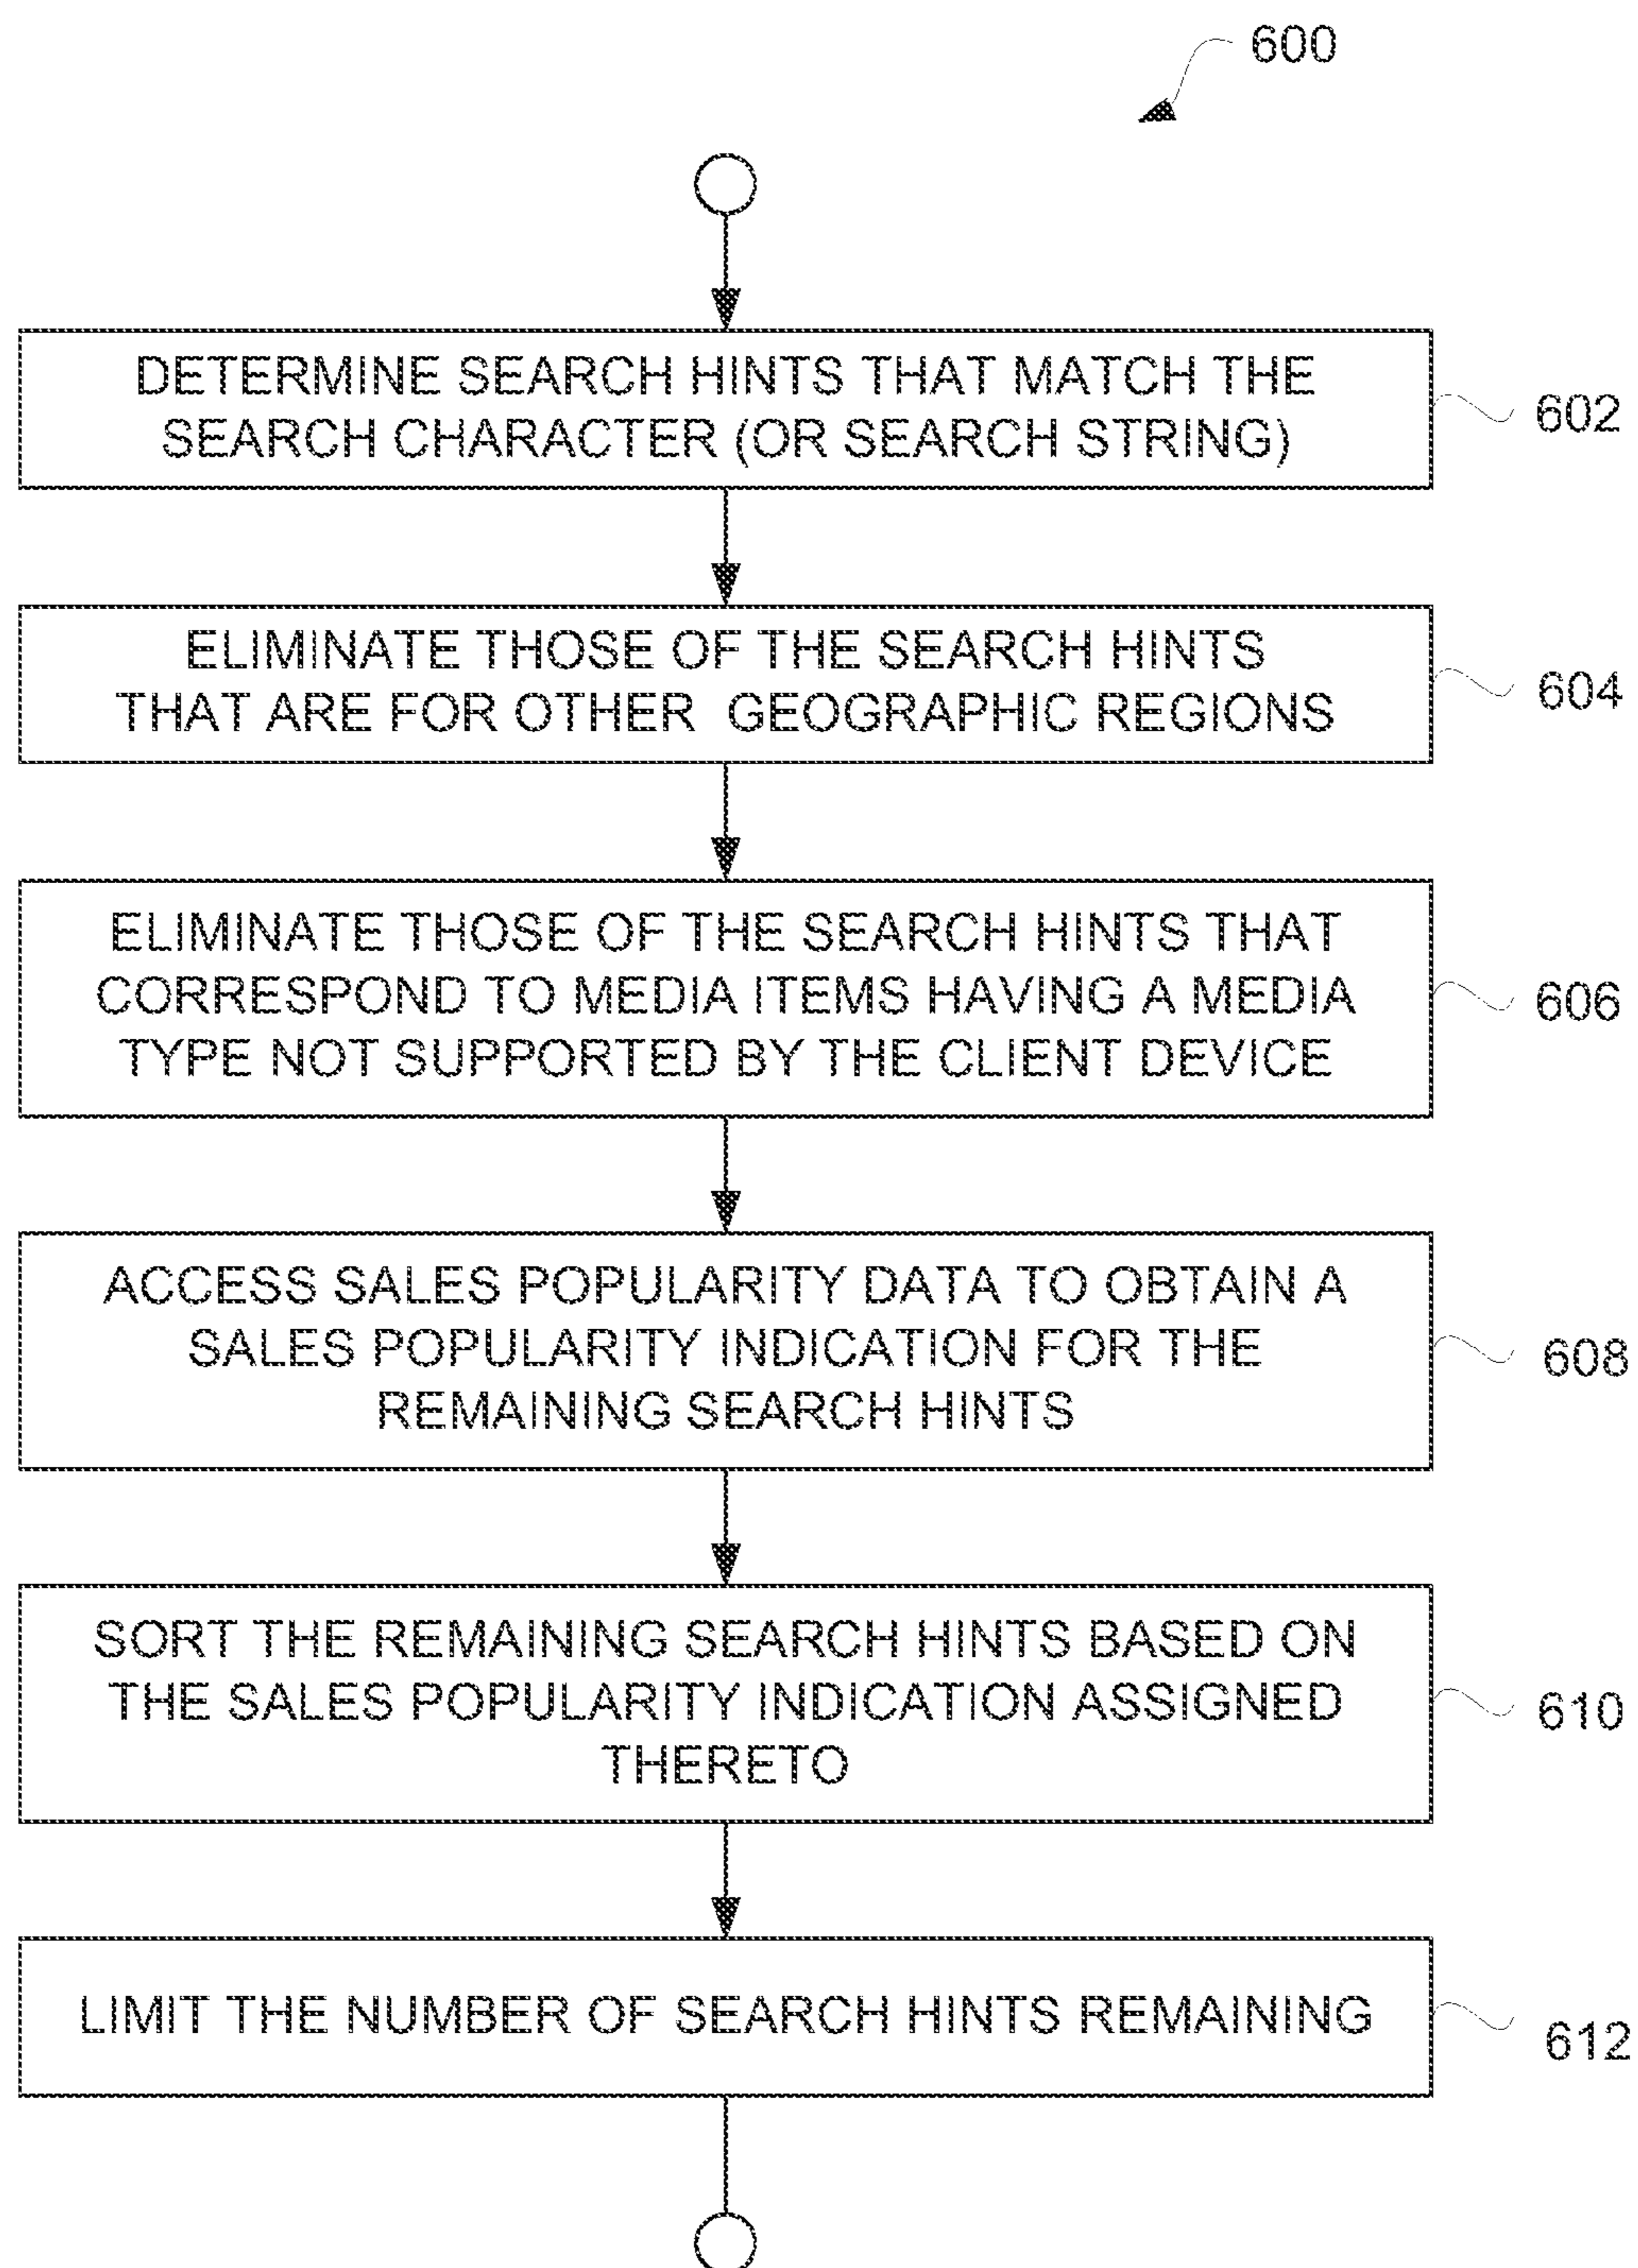 600
DETERMINE SEARCH HINTS THAT MATCH THE
SEARCH CHARACTER (OR SEARCH STRING)
602
ELIMINATE THOSE OF THE SEARCH HINTS
THAT ARE FOR OTHER GEOGRAPHIC REGIONS
604
ELIMINATE THOSE OF THE SEARCH HINTS THAT
CORRESPOND TO MEDIA ITEMS HAVING A MEDIA
TYPE NOT SUPPORTED BY THE CLIENT DEVICE
606
ACCESS SALES POPULARITY DATA TO OBTAIN A
SALES POPULARITY INDICATION FOR THE
REMAINING SEARCH HINTS
608
SORT THE REMAINING SEARCH HINTS BASED ON
THE SALES POPULARITY INDICATION ASSIGNED
THERETO
610
LIMIT THE NUMBER OF SEARCH HINTS REMAINING
612